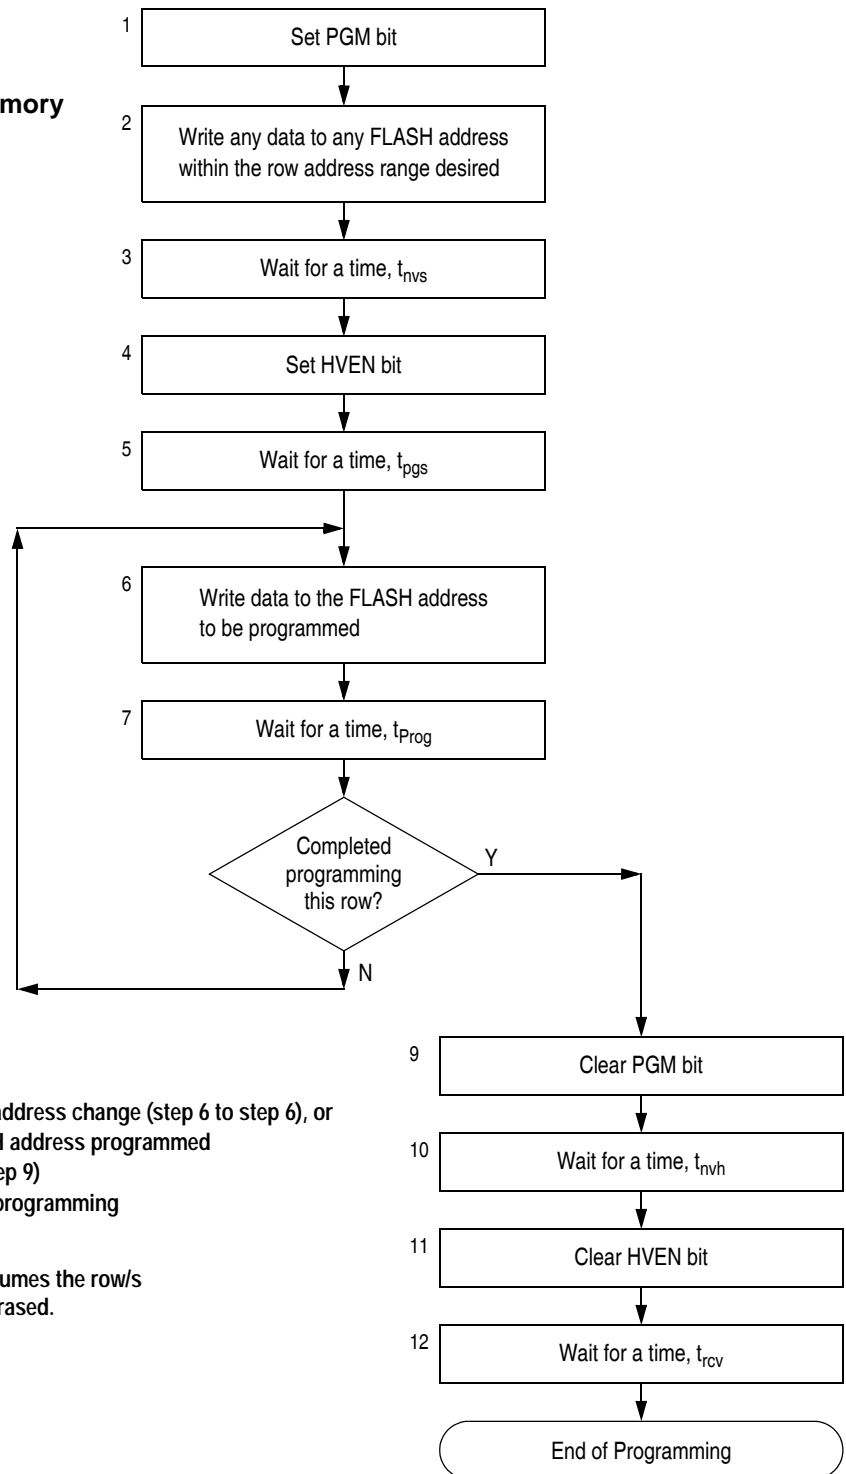 1
Set PGM bit
mory
2
Write any data to any FLASH address
within the row address range desired
3
Wait for a time, tnvs
4
Set HVEN bit
5
Wait for a time, tpgs
6
Write data to the FLASH address
to be programmed
7
Wait for a time, tProg
Completed
programming
this row?
Y
N
9
Clear PGM bit
address change (step 6 to step 6), or
address programmed
ep 9)
programming
10
Wait for a time, tnvh
11
Clear HVEN bit
umes the row/s
rased.
12
Wait for a time, trcv
End of Programming